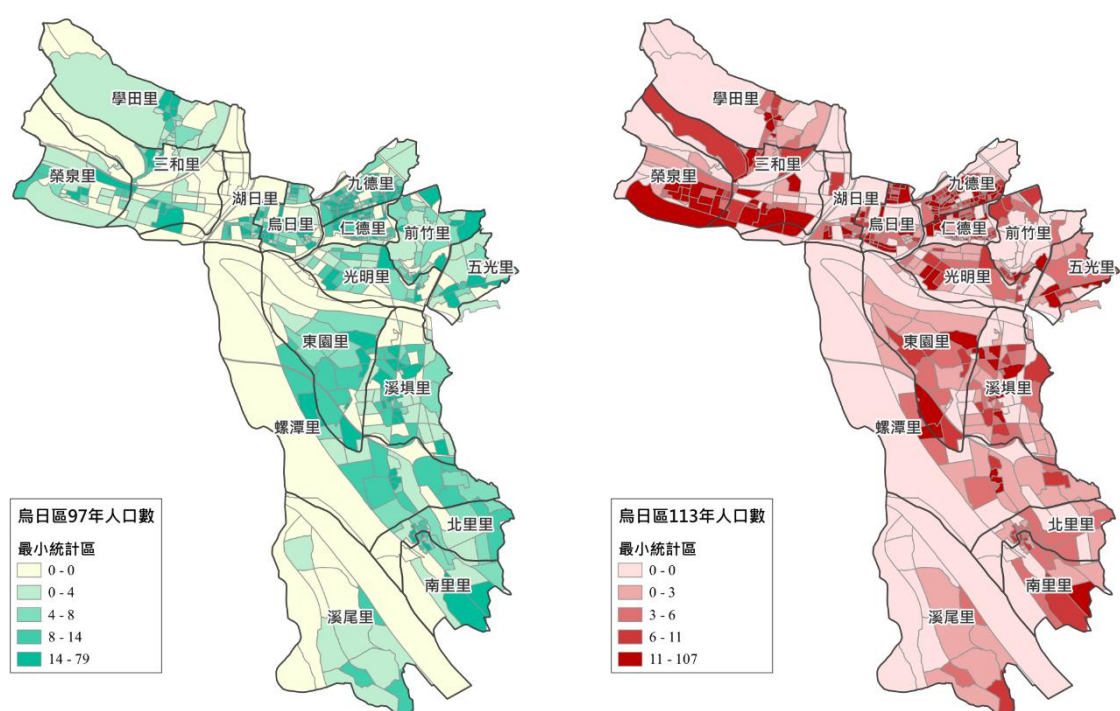 學田里
三和里
榮泉里
湖日里
烏日里
九德里
仁德里
前竹里
五光里
光明里
東園里
溪埧里
螺潭里
北里里
南里里
溪尾里
烏日區97年人口數
最小統計區
0 - 0
0 - 4
4 - 8
8 - 14
14 - 79
學田里
三和里
榮泉里
湖日里
烏日里
九德里
仁德里
前竹里
五光里
光明里
東園里
溪埧里
螺潭里
北里里
南里里
溪尾里
烏日區113年人口數
最小統計區
0 - 0
0 - 3
3 - 6
6 - 11
11 - 107